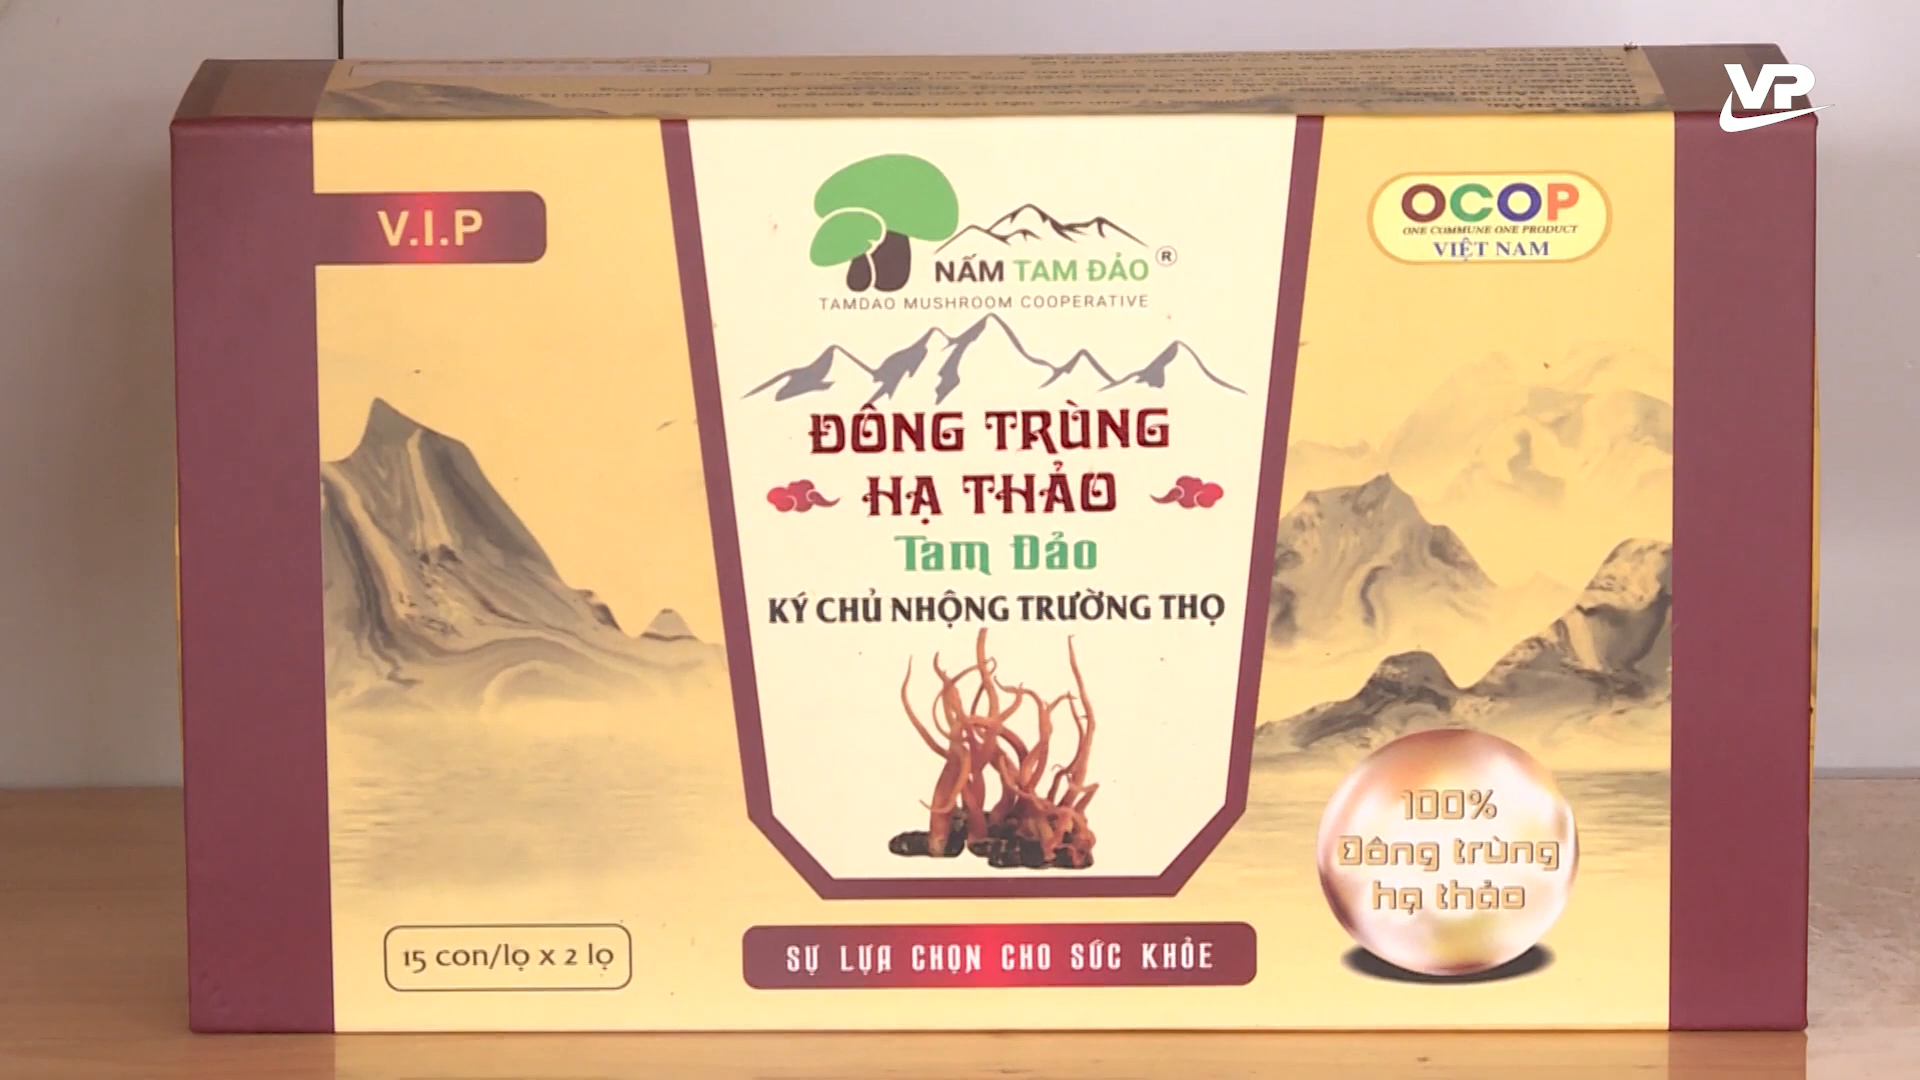 VP
V.I.P
NẤM TAM ĐẢO ®
TAMDAO MUSHROOM COOPERATIVE
OCOP
ONE COMMUNE ONE PRODUCT
VIỆT NAM
ĐÔNG TRÙNG
HẠ THẢO
Tam Đảo
KÝ CHỦ NHỘNG TRƯỜNG THỌ
100%
Đông trùng
hạ thảo
15 con/lọ x 2 lọ
SỰ LỰA CHỌN CHO SỨC KHỎE